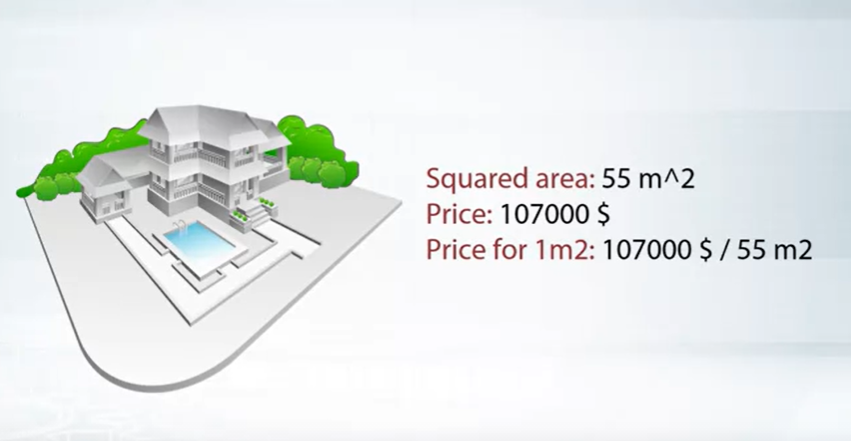 Squared area: 55 m^2
Price: 107000 $
Price for 1m2: 107000 $ / 55 m2